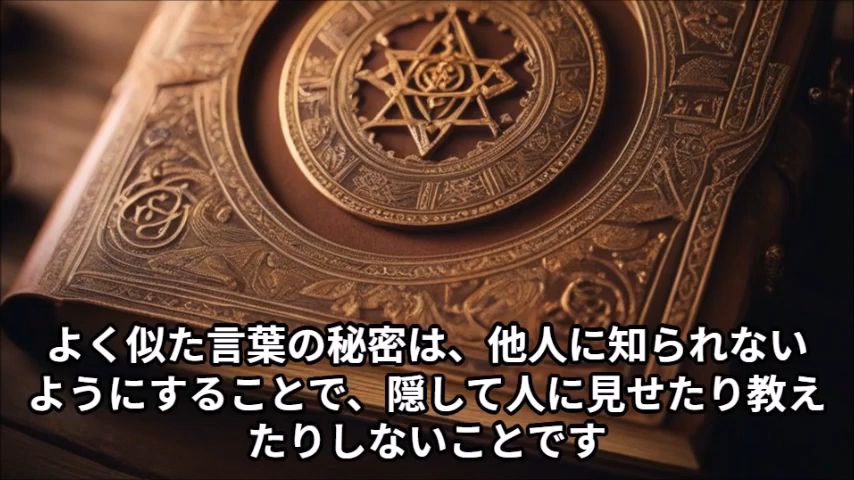 よく似た言葉の秘密は、他人に知られない
ようにすることで、隠して人に見せたり教え
たりしないことです